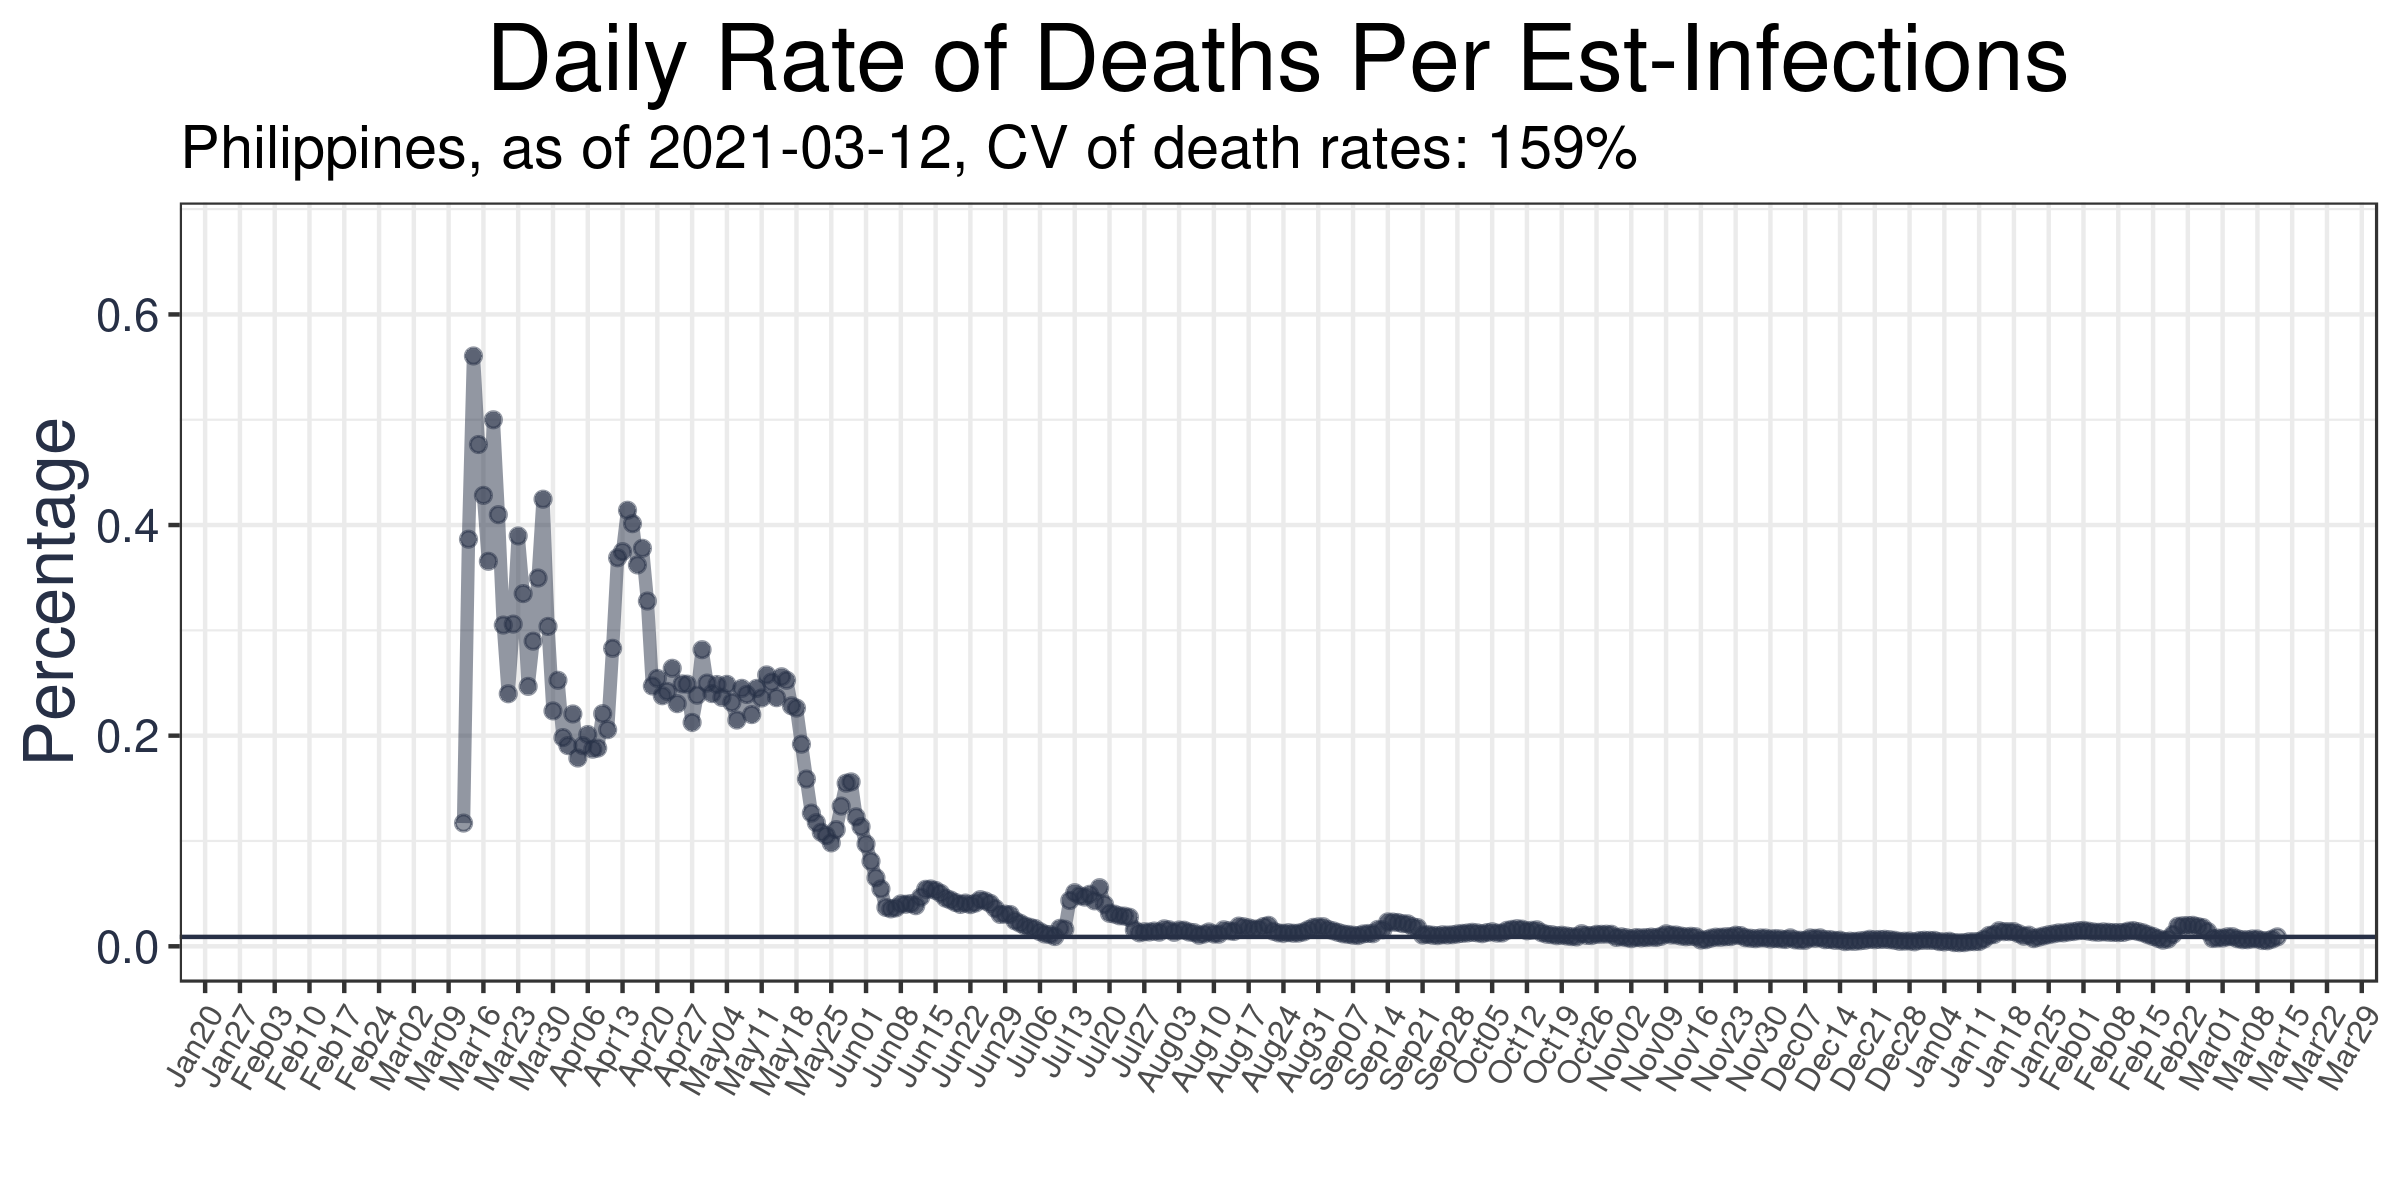 Daily Rate of Deaths Per Est-Infections
Philippines, as of 2021-03-12, CV of death rates: 159%
Percentage
0.6
0.4
0.2
0.0
Jan20
Jan27
Feb03
Feb10
Feb17
Feb24
Mar02
Mar09
Mar16
Mar23
Mar30
Apr06
Apr13
Apr20
Apr27
May04
May11
May18
May25
Jun01
Jun08
Jun15
Jun22
Jun29
Jul06
Jul13
Jul20
Jul27
Aug03
Aug10
Aug17
Aug24
Aug31
Sep07
Sep14
Sep21
Sep28
Oct05
Oct12
Oct19
Oct26
Nov02
Nov09
Nov16
Nov23
Nov30
Dec07
Dec14
Dec21
Dec28
Jan04
Jan11
Jan18
Jan25
Feb01
Feb08
Feb15
Feb22
Mar01
Mar08
Mar15
Mar22
Mar29